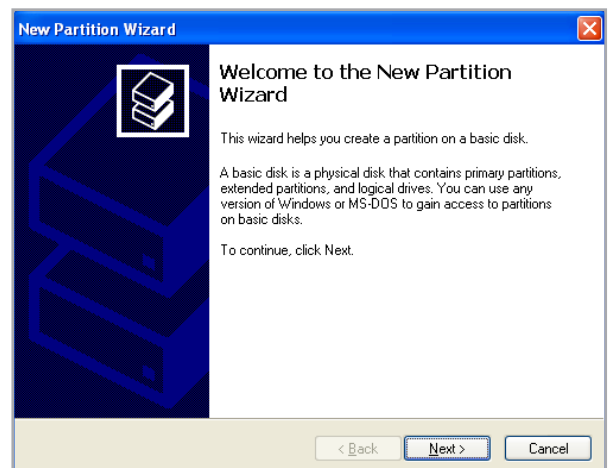 New Partition Wizard
Welcome to the New Partition
Wizard
This wizard helps you create a partition on a basic disk.
A basic disk is a physical disk that contains primary partitions,
extended partitions, and logical drives. You can use any
version of Windows or MS-DOS to gain access to partitions
on basic disks.
To continue, click Next.
< Back Next > Cancel